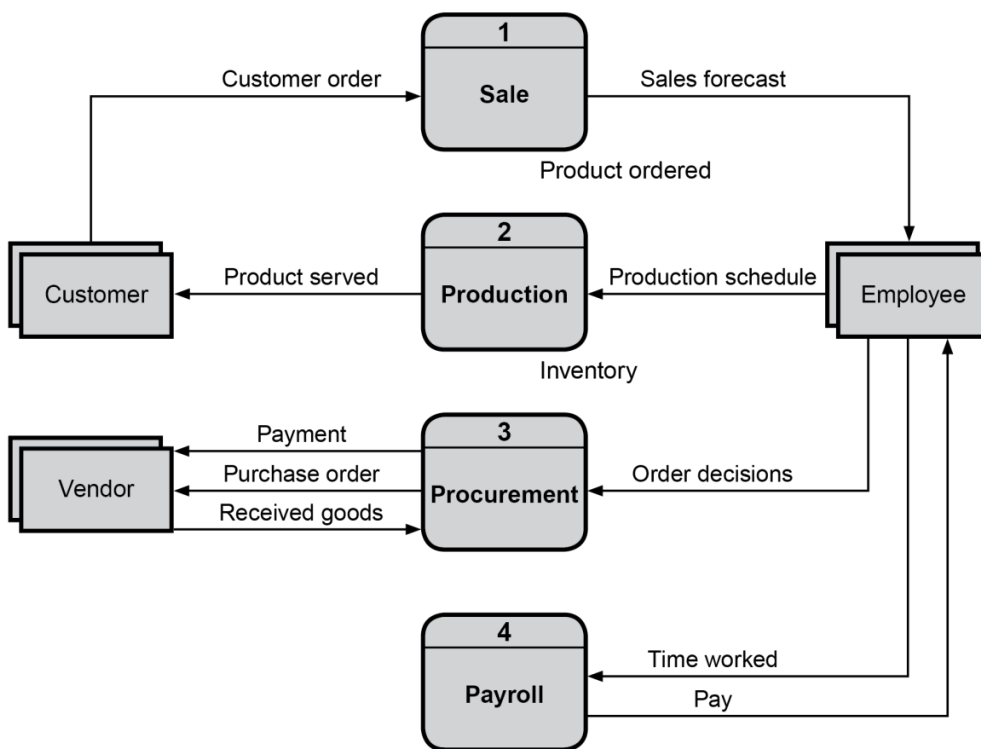 1
Customer order
Sale
Sales forecast
Product ordered
2
Customer
Product served
Production
Production schedule
Employee
Inventory
3
Payment
Vendor
Purchase order
Procurement
Order decisions
Received goods
4
Time worked
Payroll
Pay